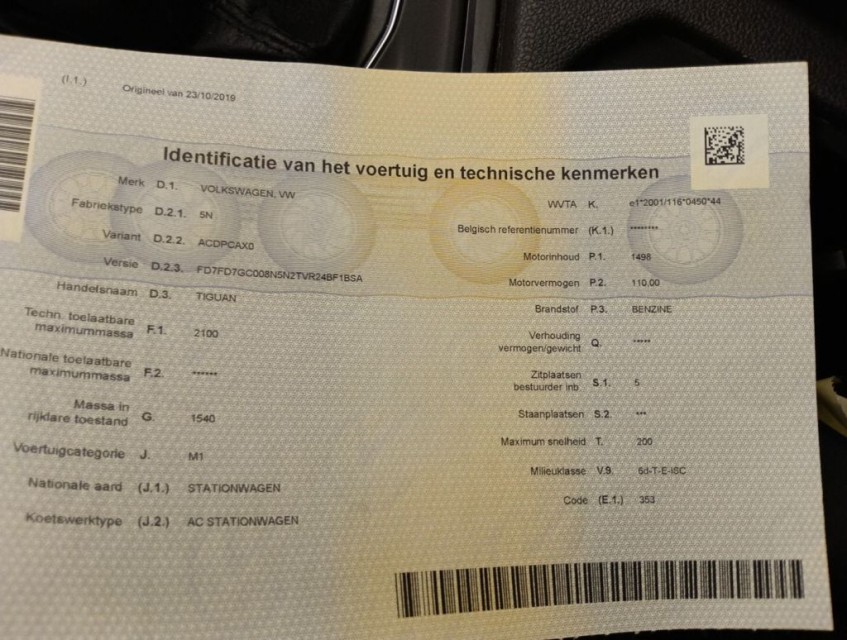 (I.1.) Origineel van 23/10/2019
Identificatie van het voertuig en technische kenmerken
Merk D.1. VOLKSWAGEN, VW
Fabriekstype D.2.1. 5N
Variant D.2.2. ACDPCAX0
Versie D.2.3. FD7FD7GC008N5N2TVR24BF1BSA
Handelsnaam D.3. TIGUAN
Techn. toelaatbare
maximummassa F.1. 2100
Nationale toelaatbare
maximummassa F.2. ******
Massa in
rijklare toestand G. 1540
Voertuigcategorie J. M1
Nationale aard (J.1.) STATIONWAGEN
Koetswerktype (J.2.) AC STATIONWAGEN
WVTA K. e1*2001/116*0450*44
Belgisch referentienummer (K.1.) ********
Motorinhoud P.1. 1498
Motorvermogen P.2. 110,00
Brandstof P.3. BENZINE
Verhouding
vermogen/gewicht Q. *****
Zitplaatsen
bestuurder inb. S.1. 5
Staanplaatsen S.2. ***
Maximum snelheid T. 200
Milieuklasse V.9. 6d-T-E-ISC
Code (E.1.) 353